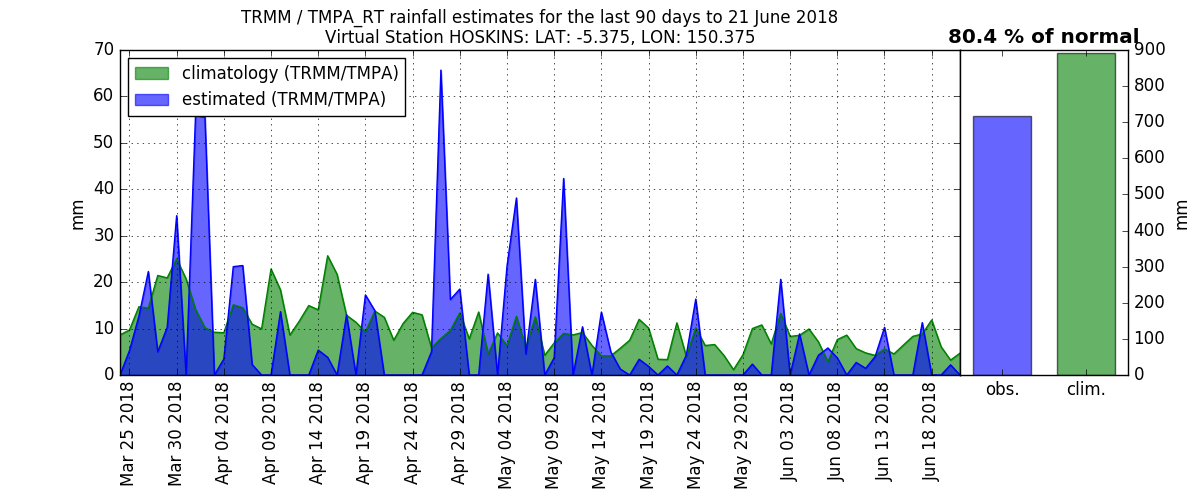 TRMM / TMPA_RT rainfall estimates for the last 90 days to 21 June 2018
Virtual Station HOSKINS: LAT: -5.375, LON: 150.375
80.4 % of normal
climatology (TRMM/TMPA)
estimated (TRMM/TMPA)
mm
70
60
50
40
30
20
10
0
Mar 25 2018
Mar 30 2018
Apr 04 2018
Apr 09 2018
Apr 14 2018
Apr 19 2018
Apr 24 2018
Apr 29 2018
May 04 2018
May 09 2018
May 14 2018
May 19 2018
May 24 2018
May 29 2018
Jun 03 2018
Jun 08 2018
Jun 13 2018
Jun 18 2018
obs.
clim.
900
800
700
600
500
400
300
200
100
0
mm